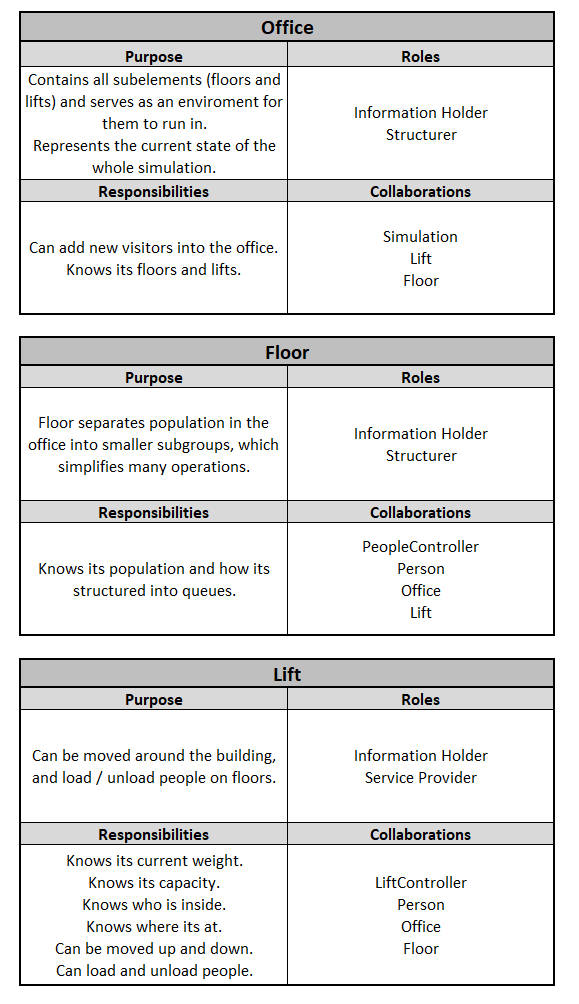 Office
Purpose
Roles
Contains all subelements (floors and
lifts) and serves as an enviroment for
them to run in.
Represents the current state of the
whole simulation.
Information Holder
Structurer
Responsibilities
Collaborations
Can add new visitors into the office.
Knows its floors and lifts.
Simulation
Lift
Floor
Floor
Purpose
Roles
Floor separates population in the
office into smaller subgroups, which
simplifies many operations.
Information Holder
Structurer
Responsibilities
Collaborations
Knows its population and how its
structured into queues.
PeopleController
Person
Office
Lift
Lift
Purpose
Roles
Can be moved around the building,
and load / unload people on floors.
Information Holder
Service Provider
Responsibilities
Collaborations
Knows its current weight.
Knows its capacity.
Knows who is inside.
Knows where its at.
Can be moved up and down.
Can load and unload people.
LiftController
Person
Office
Floor